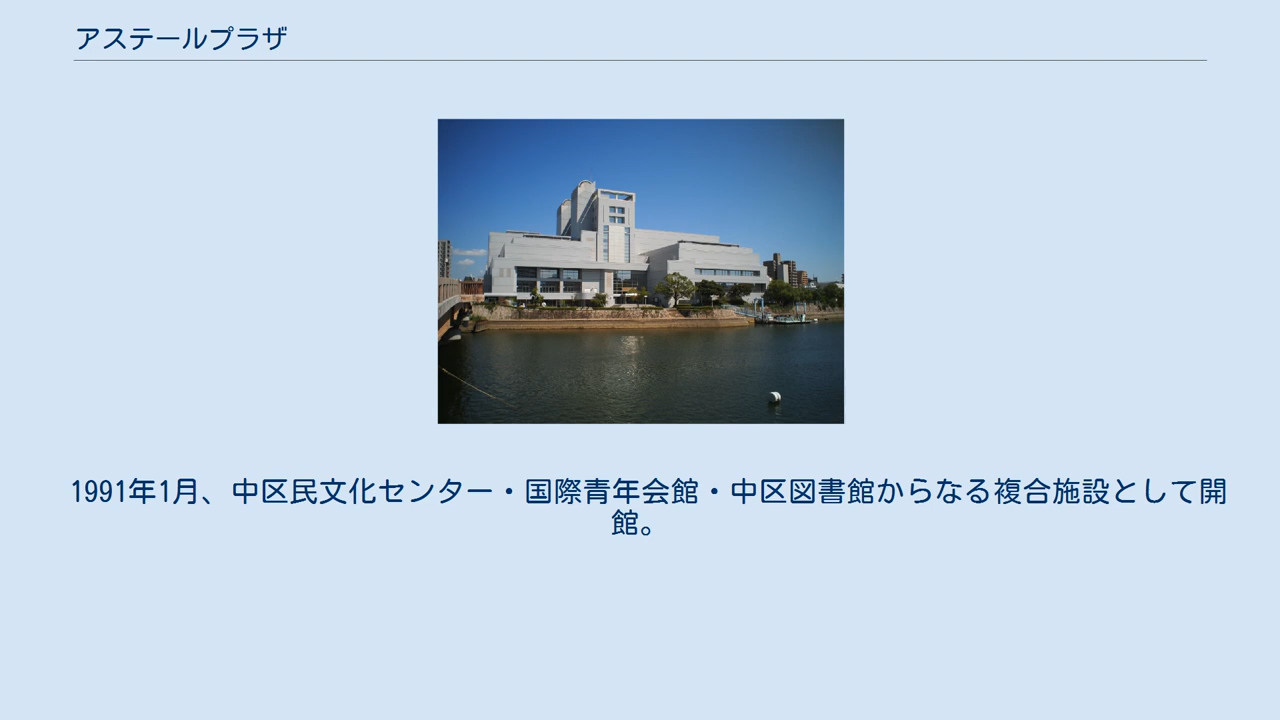 アステールプラザ
1991年1月、中区民文化センター・国際青年会館・中区図書館からなる複合施設として開
館。